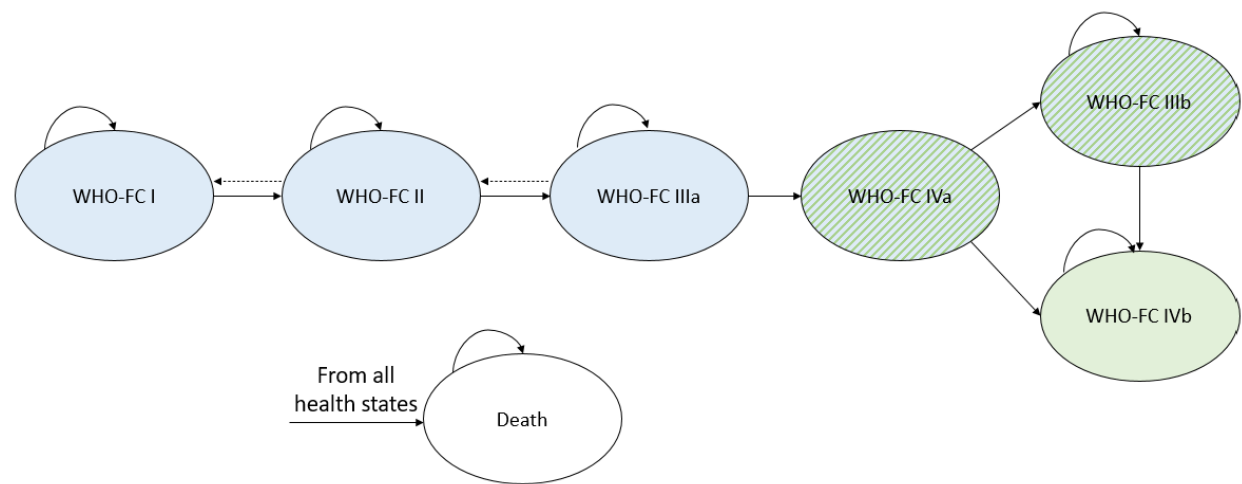 WHO-FC I
WHO-FC II
WHO-FC IIIa
WHO-FC IVa
WHO-FC IIIb
WHO-FC IVb
From all
health states
Death